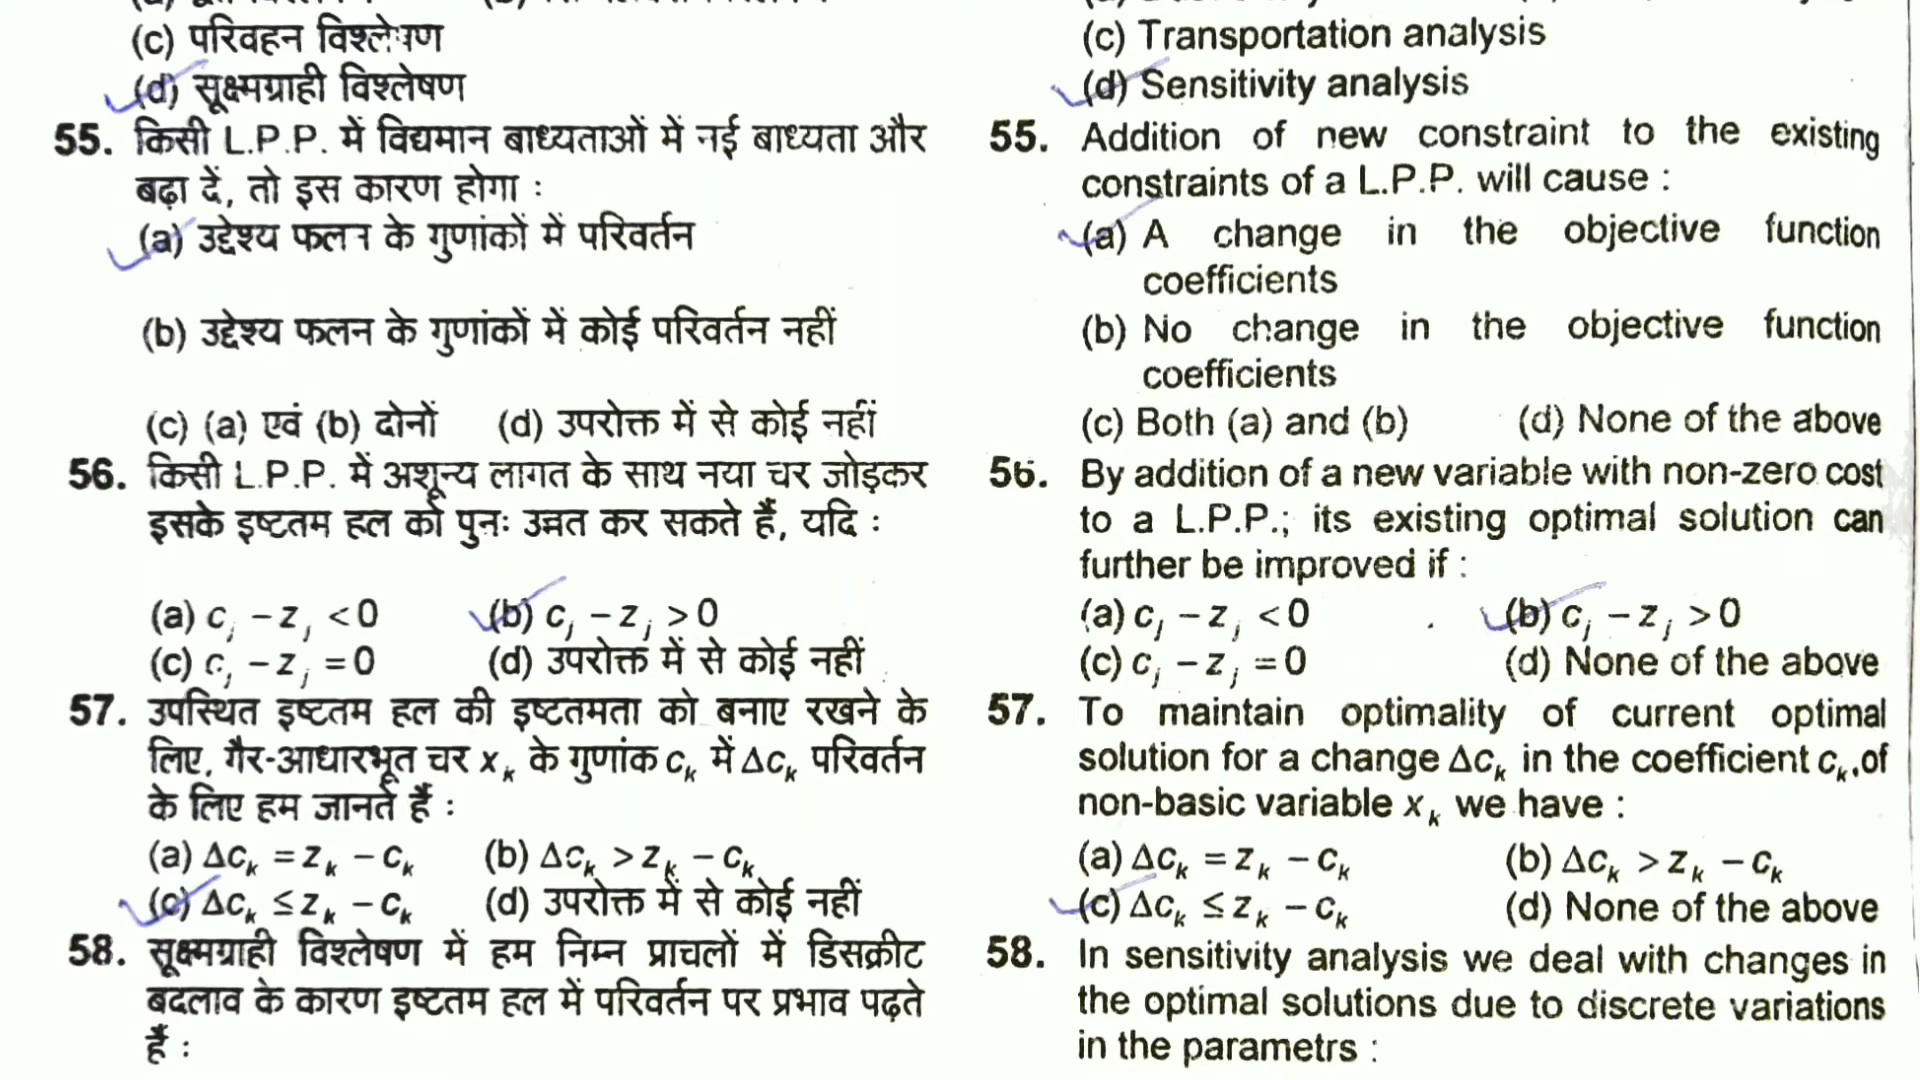 (c) परिवहन विश्लेषण
(d) सूक्ष्मग्राही विश्लेषण
55. किसी L.P.P. में विद्यमान बाध्यताओं में नई बाध्यता और
बढ़ा दें, तो इस कारण होगा :
(a) उद्देश्य फलन के गुणांकों में परिवर्तन
(b) उद्देश्य फलन के गुणांकों में कोई परिवर्तन नहीं
(c) (a) एवं (b) दोनों (d) उपरोक्त में से कोई नहीं
56. किसी L.P.P. में अशून्य लागत के साथ नया चर जोड़कर
इसके इष्टतम हल को पुनः उन्नत कर सकते हैं, यदि :
(a) c_j − z_j < 0 (b) c_j − z_j > 0
(c) c_j − z_j = 0 (d) उपरोक्त में से कोई नहीं
57. उपस्थित इष्टतम हल की इष्टतमता को बनाए रखने के
लिए, गैर-आधारभूत चर x_k के गुणांक c_k में Δc_k परिवर्तन
के लिए हम जानते हैं :
(a) Δc_k = z_k − c_k (b) Δc_k > z_k − c_k
(c) Δc_k ≤ z_k − c_k (d) उपरोक्त में से कोई नहीं
58. सूक्ष्मग्राही विश्लेषण में हम निम्न प्राचलों में डिसक्रीट
बदलाव के कारण इष्टतम हल में परिवर्तन पर प्रभाव पढ़ते
हैं :
(c) Transportation analysis
(d) Sensitivity analysis
55. Addition of new constraint to the existing
constraints of a L.P.P. will cause :
(a) A change in the objective function
coefficients
(b) No change in the objective function
coefficients
(c) Both (a) and (b) (d) None of the above
56. By addition of a new variable with non-zero cost
to a L.P.P.; its existing optimal solution can
further be improved if :
(a) c_j − z_j < 0 (b) c_j − z_j > 0
(c) c_j − z_j = 0 (d) None of the above
57. To maintain optimality of current optimal
solution for a change Δc_k in the coefficient c_k, of
non-basic variable x_k we have :
(a) Δc_k = z_k − c_k (b) Δc_k > z_k − c_k
(c) Δc_k ≤ z_k − c_k (d) None of the above
58. In sensitivity analysis we deal with changes in
the optimal solutions due to discrete variations
in the parametrs :